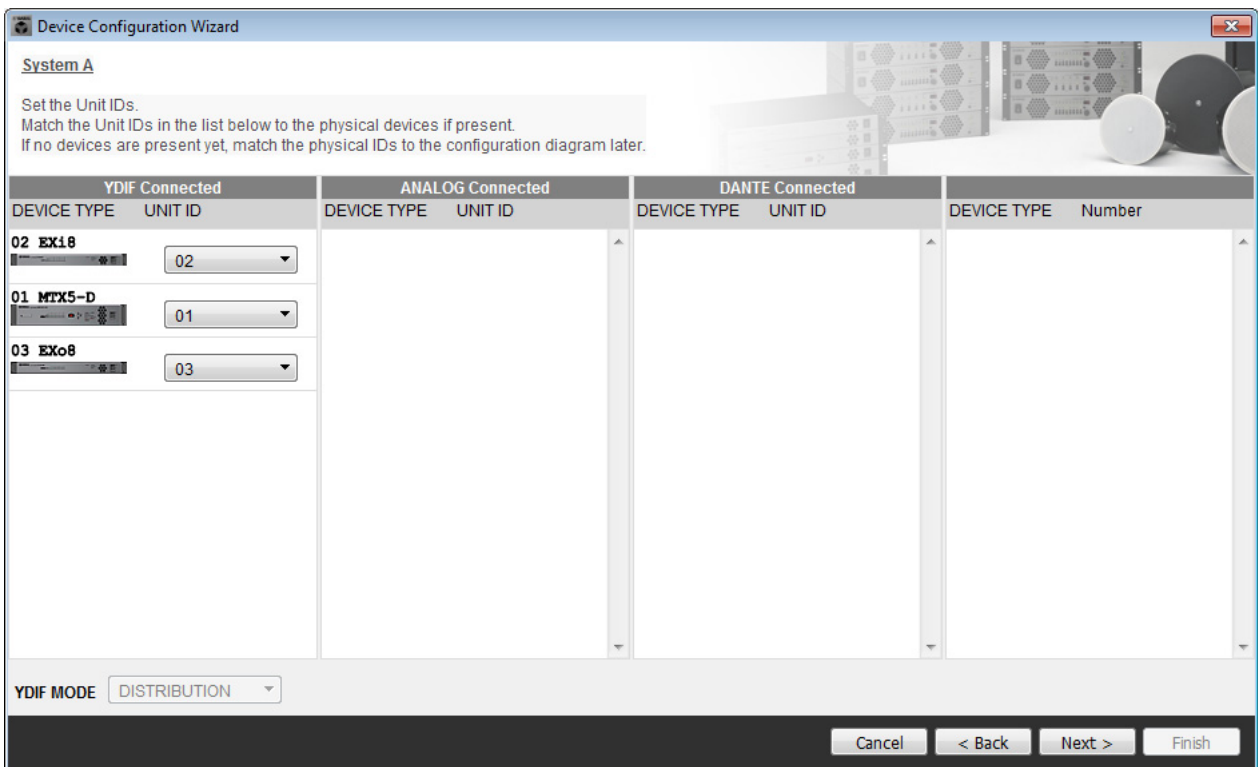 Device Configuration Wizard
System A
Set the Unit IDs.
Match the Unit IDs in the list below to the physical devices if present.
If no devices are present yet, match the physical IDs to the configuration diagram later.
YDIF Connected ANALOG Connected DANTE Connected
DEVICE TYPE UNIT ID DEVICE TYPE UNIT ID DEVICE TYPE UNIT ID DEVICE TYPE Number
02 EXi8
02
01 MTX5-D
01
03 EXo8
03
YDIF MODE DISTRIBUTION
Cancel < Back Next > Finish